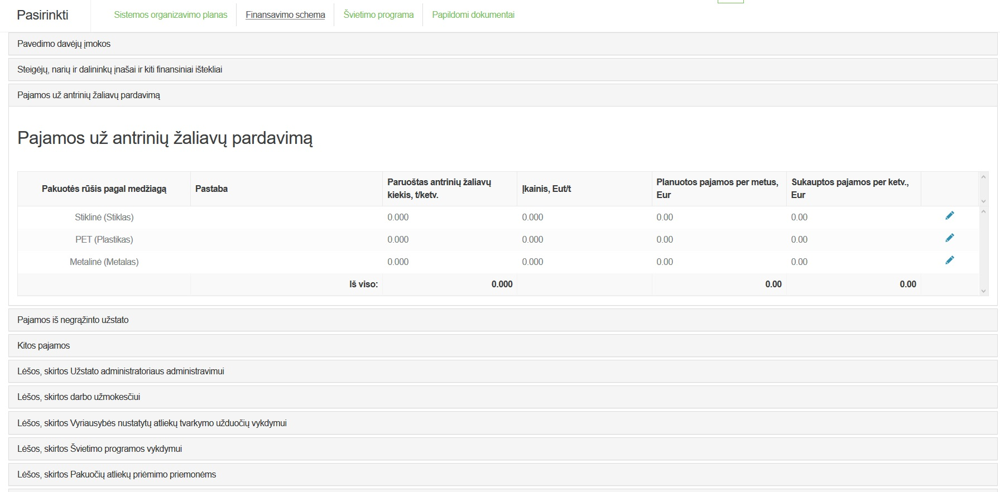 Pasirinkti
Sistemos organizavimo planas
Finansavimo schema
Švietimo programa
Papildomi dokumentai
Pavedimo davėjų įmokos
Steigėjų, narių ir dalininkų įnašai ir kiti finansiniai ištekliai
Pajamos už antrinių žaliavų pardavimą
Pajamos už antrinių žaliavų pardavimą
Pakuotės rūšis pagal medžiagą Pastaba Paruoštas antrinių žaliavų kiekis, t/ketv. Įkainis, Eut/t Planuotos pajamos per metus, Eur Sukauptos pajamos per ketv., Eur
Stiklinė (Stiklas) 0.000 0.000 0.00 0.00
PET (Plastikas) 0.000 0.000 0.00 0.00
Metalinė (Metalas) 0.000 0.000 0.00 0.00
Iš viso: 0.000 0.00 0.00
Pajamos iš negrąžinto užstato
Kitos pajamos
Lėšos, skirtos Užstato administratoriaus administravimui
Lėšos, skirtos darbo užmokesčiui
Lėšos, skirtos Vyriausybės nustatytų atliekų tvarkymo užduočių vykdymui
Lėšos, skirtos Švietimo programos vykdymui
Lėšos, skirtos Pakuočių atliekų priėmimo priemonėms